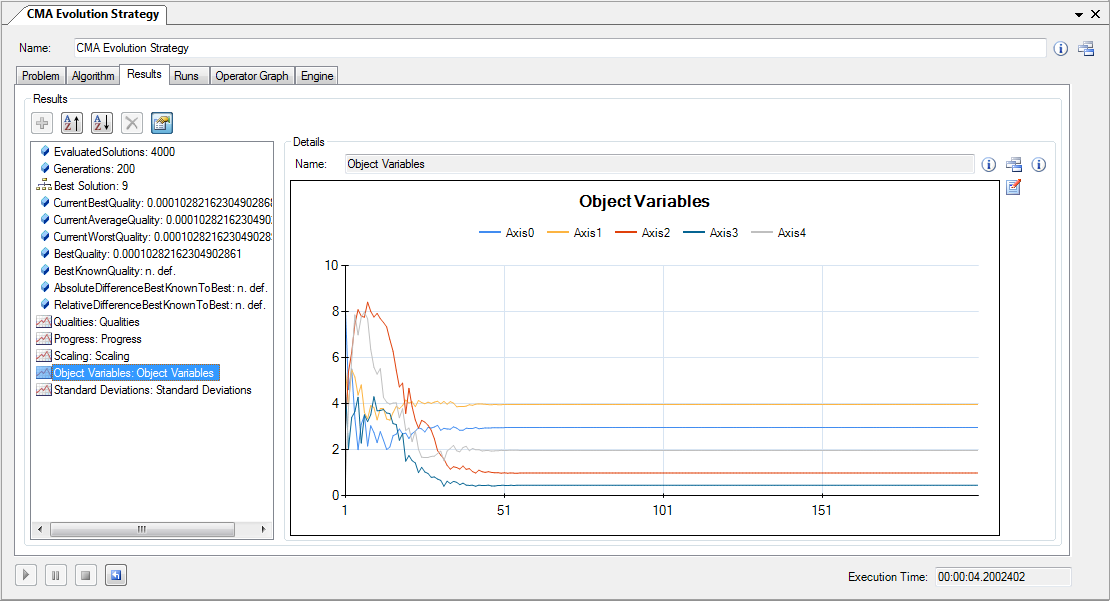 CMA Evolution Strategy
Name: CMA Evolution Strategy
Problem Algorithm Results Runs Operator Graph Engine
Results
EvaluatedSolutions: 4000
Generations: 200
Best Solution: 9
CurrentBestQuality: 0.00010282162304902868
CurrentAverageQuality: 0.0001028216230490
CurrentWorstQuality: 0.000102821623049028
BestQuality: 0.00010282162304902861
BestKnownQuality: n. def.
AbsoluteDifferenceBestKnownToBest: n. def.
RelativeDifferenceBestKnownToBest: n. def.
Qualities: Qualities
Progress: Progress
Scaling: Scaling
Object Variables: Object Variables
Standard Deviations: Standard Deviations
Details
Name: Object Variables
Object Variables
Axis0 Axis1 Axis2 Axis3 Axis4
10
8
6
4
2
0
1 51 101 151
Execution Time: 00:00:04.2002402